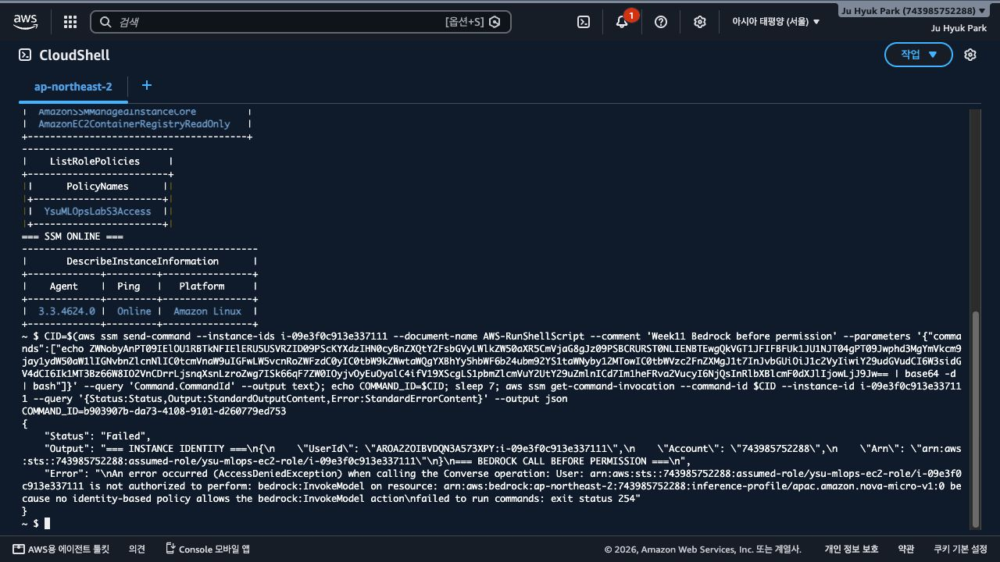 aws
검색
[옵션+S]
1
아시아 태평양 (서울) ▼
Ju Hyuk Park (743985752288) ▼
Ju Hyuk Park
CloudShell
작업 ▼
ap-northeast-2
+
|  AmazonSSMManagedInstanceCore         |
|  AmazonEC2ContainerRegistryReadOnly   |
+---------------------------------------+
---------------------------
|    ListRolePolicies     |
+-------------------------+
||      PolicyNames      ||
|+-----------------------+|
||  YsuMLOpsLabS3Access  ||
|+-----------------------+|
=== SSM ONLINE ===
------------------------------------------
|       DescribeInstanceInformation      |
+-------------+---------+----------------+
|    Agent    |  Ping   |   Platform     |
+-------------+---------+----------------+
|  3.3.4624.0 |  Online |  Amazon Linux  |
+-------------+---------+----------------+
~ $ CID=$(aws ssm send-command --instance-ids i-09e3f0c913e337111 --document-name AWS-RunShellScript --comment 'Week11 Bedrock before permission' --parameters '{"comma
nds":["echo
| base64 -d
| bash"]}' --query 'Command.CommandId' --output text); echo COMMAND_ID=$CID; sleep 7; aws ssm get-command-invocation --command-id $CID --instance-id i-09e3f0c913e33711
1 --query '{Status:Status,Output:StandardOutputContent,Error:StandardErrorContent}' --output json
COMMAND_ID=b903907b-da73-4108-9101-d260779ed753
{
    "Status": "Failed",
    "Output": "=== INSTANCE IDENTITY ===\n{\n    \"UserId\": \"AROA22OIBVDQN3A573XPY:i-09e3f0c913e337111\",\n    \"Account\": \"743985752288\",\n    \"Arn\": \"arn:aws
:sts::743985752288:assumed-role/ysu-mlops-ec2-role/i-09e3f0c913e337111\"\n}\n=== BEDROCK CALL BEFORE PERMISSION ===\n",
    "Error": "\nAn error occurred (AccessDeniedException) when calling the Converse operation: User: arn:aws:sts::743985752288:assumed-role/ysu-mlops-ec2-role/i-09e3f0
c913e337111 is not authorized to perform: bedrock:InvokeModel on resource: arn:aws:bedrock:ap-northeast-2:743985752288:inference-profile/apac.amazon.nova-micro-v1:0 be
cause no identity-based policy allows the bedrock:InvokeModel action\nfailed to run commands: exit status 254"
}
~ $
AWS용 에이전트 툴킷
의견
Console 모바일 앱
© 2026, Amazon Web Services, Inc. 또는 계열사.
개인 정보 보호
약관
쿠키 기본 설정